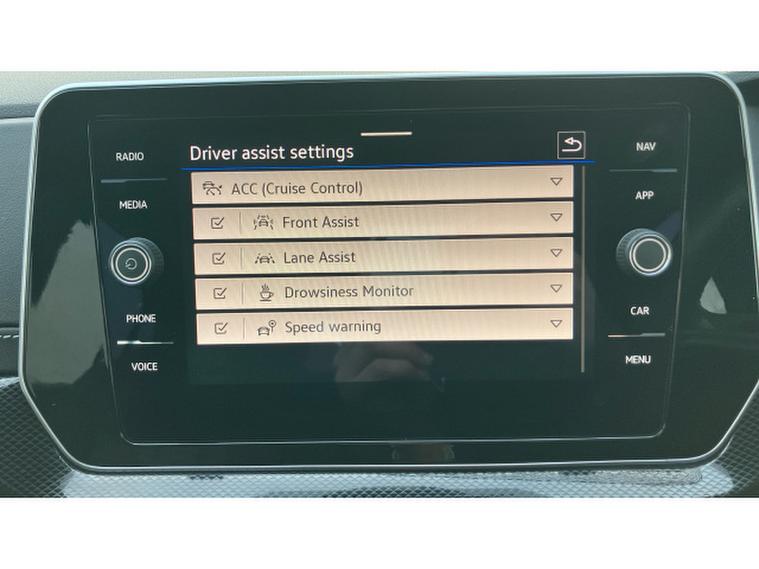 RADIO
MEDIA
PHONE
VOICE
Driver assist settings
ACC (Cruise Control)
Front Assist
Lane Assist
Drowsiness Monitor
Speed warning
NAV
APP
CAR
MENU